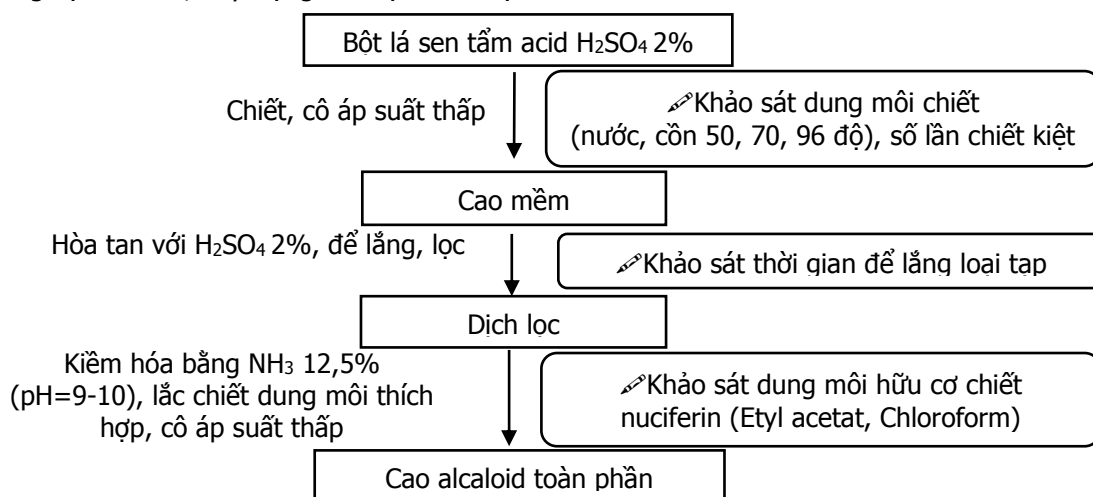 Bột lá sen tẩm acid H₂SO₄ 2%
Chiết, cô áp suất thấp
Khảo sát dung môi chiết
(nước, cồn 50, 70, 96 độ), số lần chiết kiệt
Cao mềm
Hòa tan với H₂SO₄ 2%, để lắng, lọc
Khảo sát thời gian để lắng loại tạp
Dịch lọc
Kiềm hóa bằng NH₃ 12,5%
(pH=9-10), lắc chiết dung môi thích
hợp, cô áp suất thấp
Khảo sát dung môi hữu cơ chiết
nuciferin (Etyl acetat, Chloroform)
Cao alcaloid toàn phần